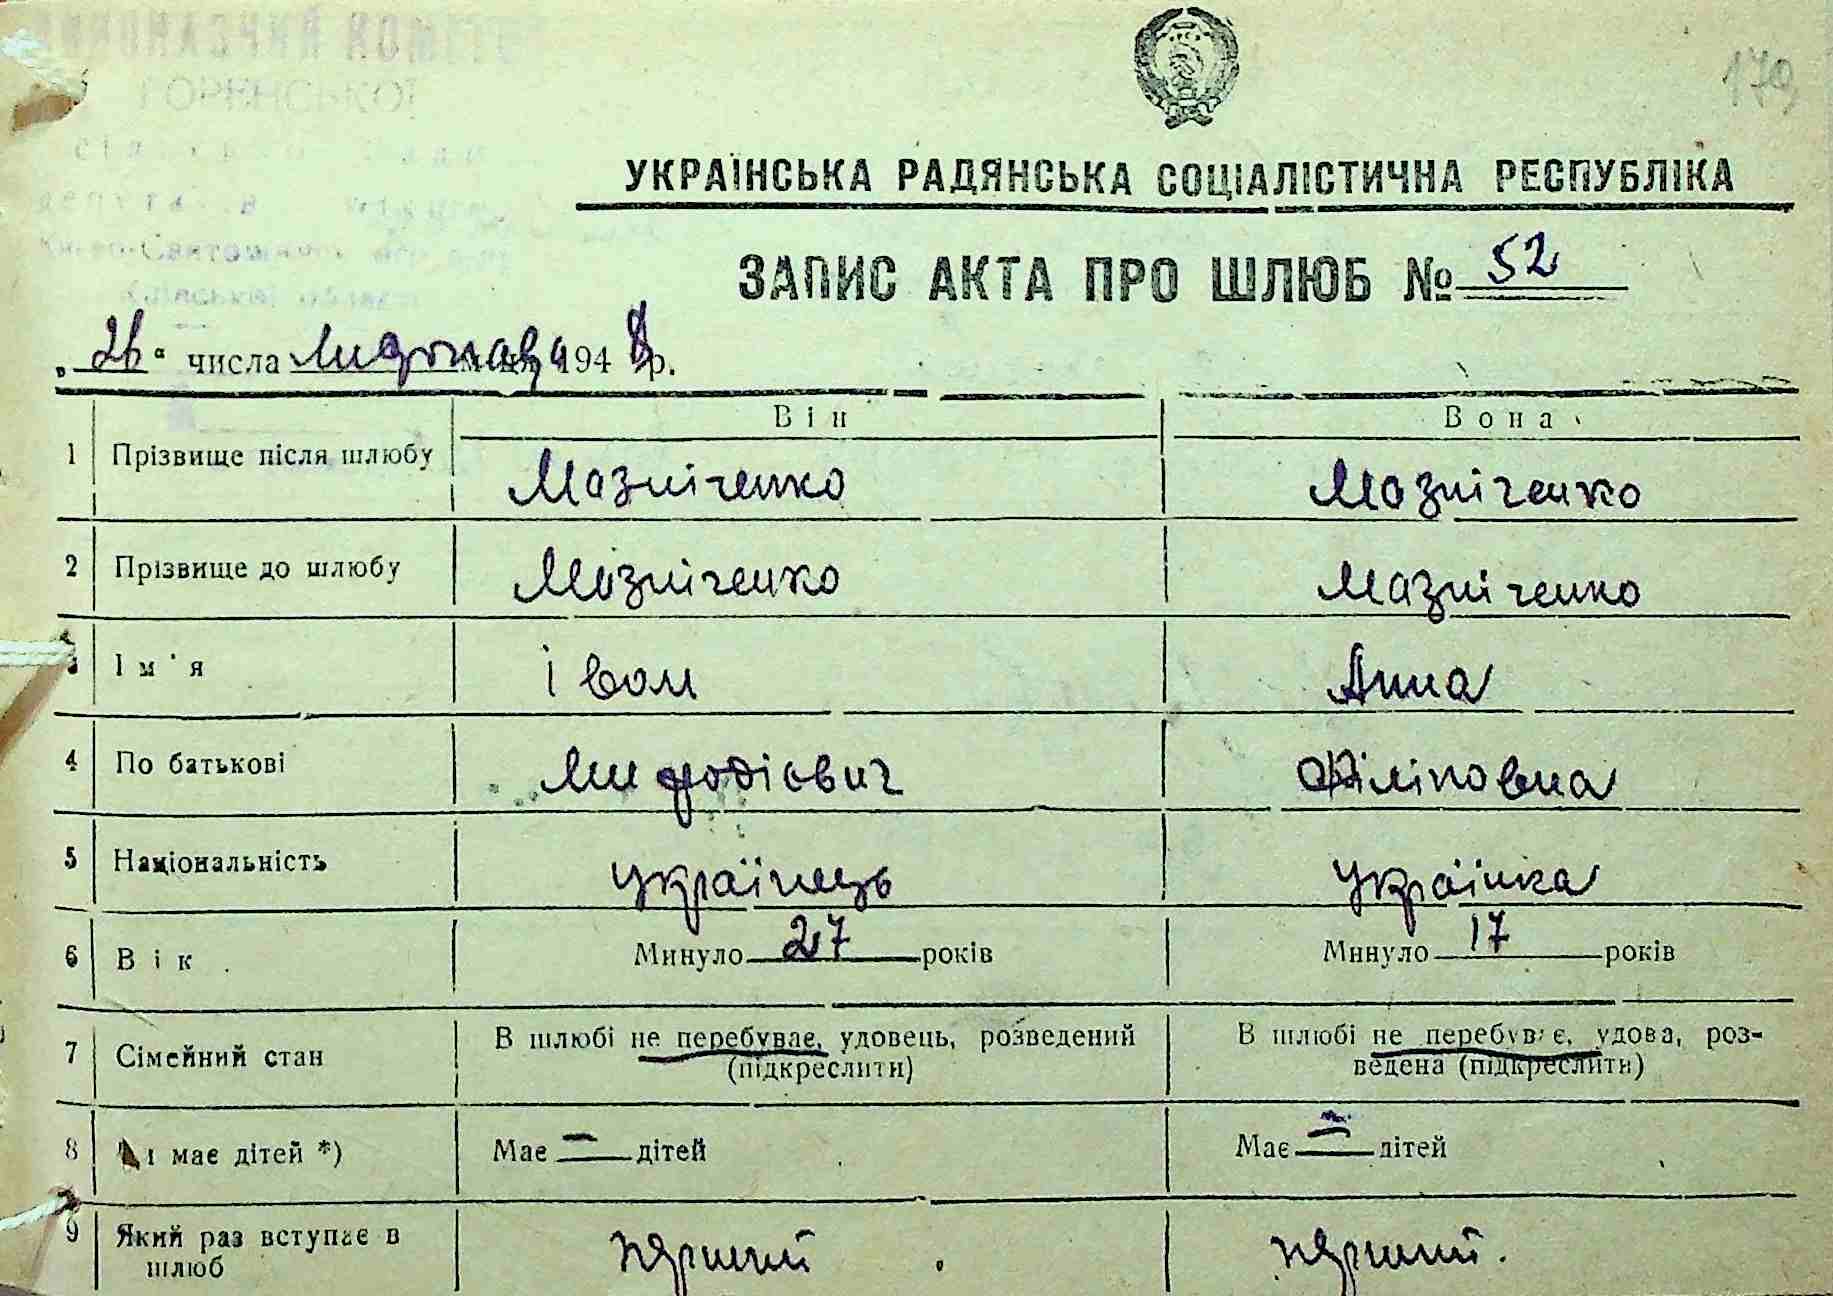 179
УКРАЇНСЬКА РАДЯНСЬКА СОЦІАЛІСТИЧНА РЕСПУБЛІКА
ЗАПИС АКТА ПРО ШЛЮБ № 52
„26“ числа листопада 1948 р.
Він Вона
1 Прізвище після шлюбу Мазніченко Мазніченко
2 Прізвище до шлюбу Мазніченко Мазніченко
3 Ім'я Іван Анна
4 По батькові Мифодієвич Філіповна
5 Національність українець українка
6 Вік Минуло 27 років Минуло 17 років
7 Сімейний стан В шлюбі не перебуває, удовець, розведений (підкреслити) В шлюбі не перебуває, удова, розведена (підкреслити)
8 має дітей *) Має — дітей Має — дітей
9 Який раз вступає в шлюб перший перший.